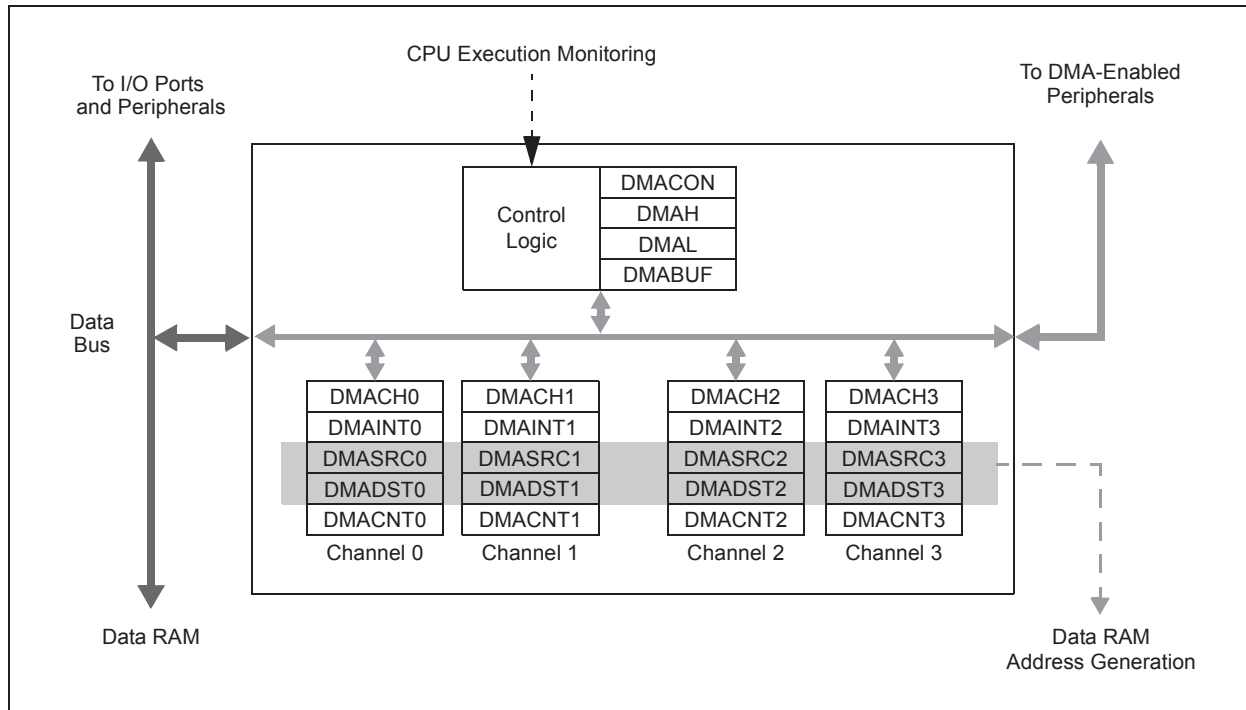 CPU Execution Monitoring
To I/O Ports
and Peripherals
To DMA-Enabled
Peripherals
Control
Logic
DMACON
DMAH
DMAL
DMABUF
Data
Bus
DMACH0
DMAINT0
DMASRC0
DMADST0
DMACNT0
Channel 0
DMACH1
DMAINT1
DMASRC1
DMADST1
DMACNT1
Channel 1
DMACH2
DMAINT2
DMASRC2
DMADST2
DMACNT2
Channel 2
DMACH3
DMAINT3
DMASRC3
DMADST3
DMACNT3
Channel 3
Data RAM
Data RAM
Address Generation